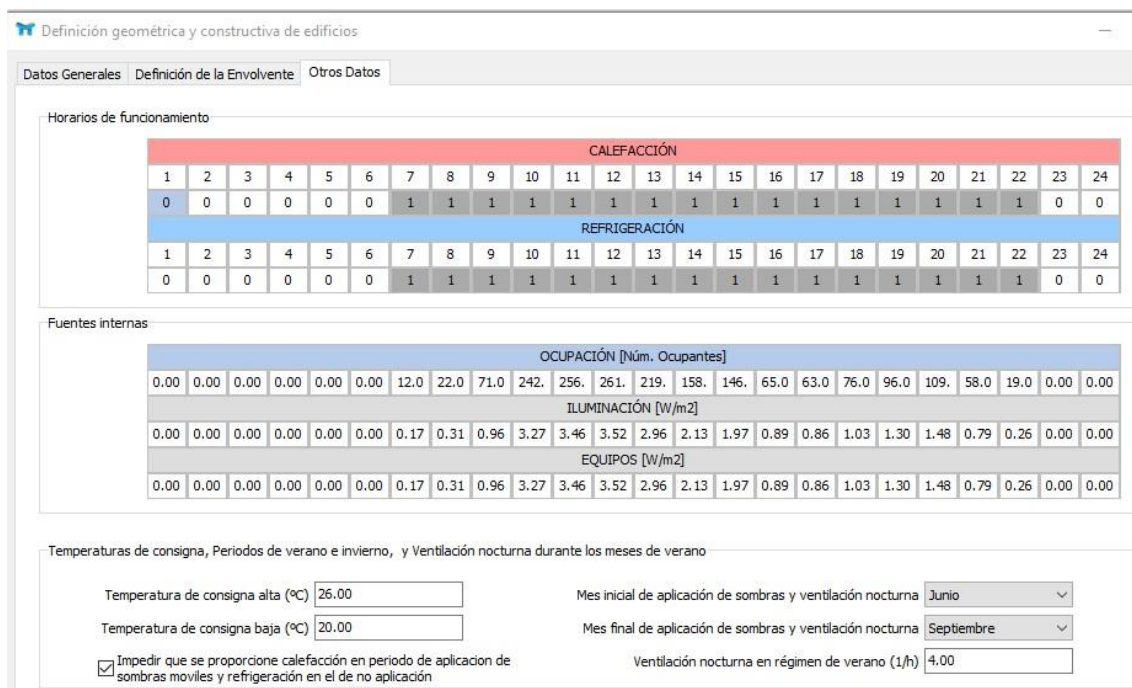 Definición geométrica y constructiva de edificios
Datos Generales Definición de la Envolvente Otros Datos
Horarios de funcionamiento
CALEFACCIÓN
1 2 3 4 5 6 7 8 9 10 11 12 13 14 15 16 17 18 19 20 21 22 23 24
0 0 0 0 0 0 1 1 1 1 1 1 1 1 1 1 1 1 1 1 1 1 0 0
REFRIGERACIÓN
1 2 3 4 5 6 7 8 9 10 11 12 13 14 15 16 17 18 19 20 21 22 23 24
0 0 0 0 0 0 1 1 1 1 1 1 1 1 1 1 1 1 1 1 1 1 0 0
Fuentes internas
OCUPACIÓN [Núm. Ocupantes]
0.00 0.00 0.00 0.00 0.00 0.00 12.0 22.0 71.0 242. 256. 261. 219. 158. 146. 65.0 63.0 76.0 96.0 109. 58.0 19.0 0.00 0.00
ILUMINACIÓN [W/m2]
0.00 0.00 0.00 0.00 0.00 0.00 0.17 0.31 0.96 3.27 3.46 3.52 2.96 2.13 1.97 0.89 0.86 1.03 1.30 1.48 0.79 0.26 0.00 0.00
EQUIPOS [W/m2]
0.00 0.00 0.00 0.00 0.00 0.00 0.17 0.31 0.96 3.27 3.46 3.52 2.96 2.13 1.97 0.89 0.86 1.03 1.30 1.48 0.79 0.26 0.00 0.00
Temperaturas de consigna, Periodos de verano e invierno, y Ventilación nocturna durante los meses de verano
Temperatura de consigna alta (ºC) 26.00 Mes inicial de aplicación de sombras y ventilación nocturna Junio
Temperatura de consigna baja (ºC) 20.00 Mes final de aplicación de sombras y ventilación nocturna Septiembre
Impedir que se proporcione calefacción en periodo de aplicacion de
sombras moviles y refrigeración en el de no aplicación
Ventilación nocturna en régimen de verano (1/h) 4.00